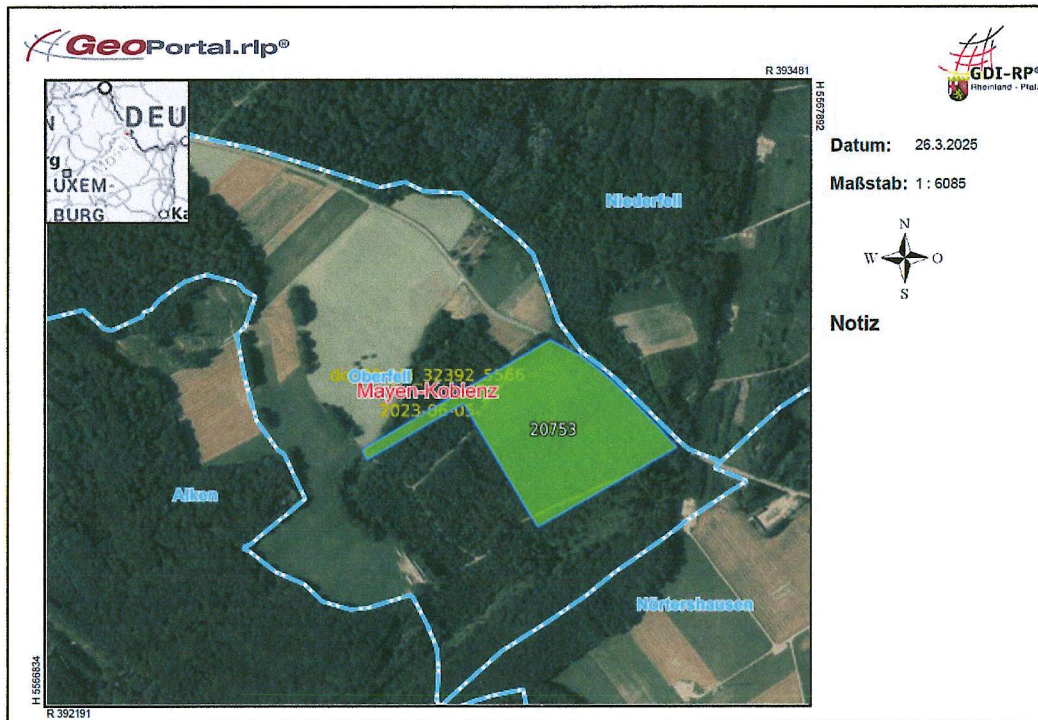 GeoPortal.rlp®
GDI-RP®
Rheinland - Pfalz
R 393481
H 5567892
DEU
LUXEM-
BURG
Datum: 26.3.2025
Maßstab: 1 : 6085
N
W O
S
Notiz
Niederfell
32392 5566
Oberfell
Mayen-Koblenz
2023-06-03
20753
Alken
Nörtershausen
H 5566834
R 392191